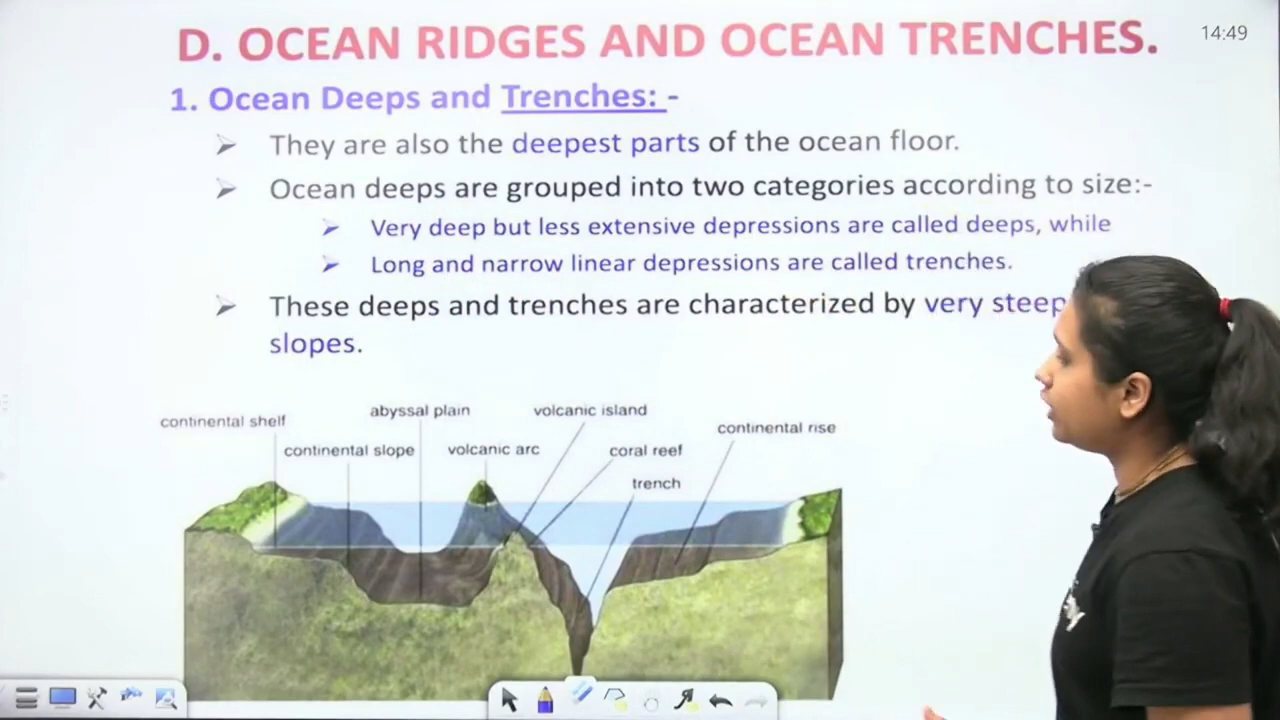 D. OCEAN RIDGES AND OCEAN TRENCHES.
14:49
1. Ocean Deeps and Trenches: -
They are also the deepest parts of the ocean floor.
Ocean deeps are grouped into two categories according to size:-
Very deep but less extensive depressions are called deeps, while
Long and narrow linear depressions are called trenches.
These deeps and trenches are characterized by very steep
slopes.
continental shelf
abyssal plain
volcanic island
continental rise
continental slope
volcanic arc
coral reef
trench